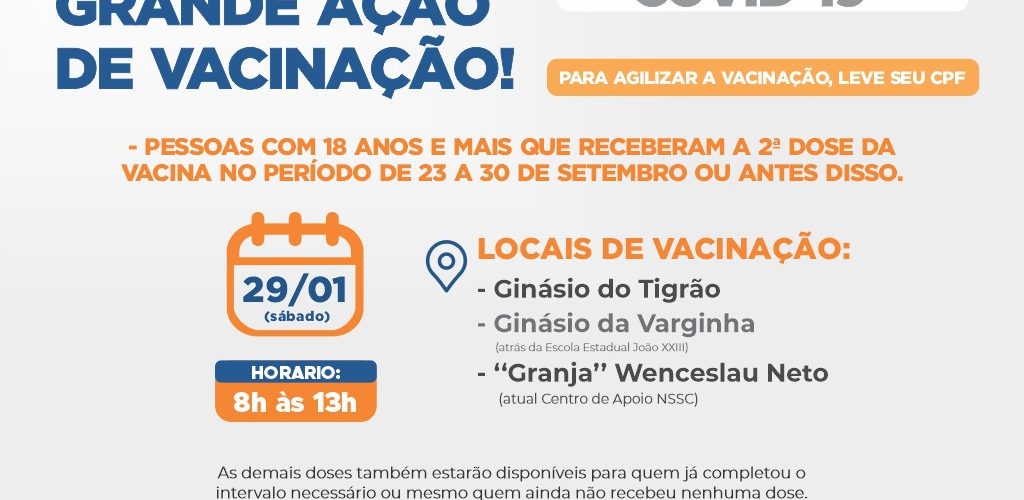 GRANDE AÇÃO
DE VACINAÇÃO!
COVID-19
PARA AGILIZAR A VACINAÇÃO, LEVE SEU CPF
- PESSOAS COM 18 ANOS E MAIS QUE RECEBERAM A 2ª DOSE DA
VACINA NO PERÍODO DE 23 A 30 DE SETEMBRO OU ANTES DISSO.
29/01
(sábado)
HORARIO:
8h às 13h
LOCAIS DE VACINAÇÃO:
- Ginásio do Tigrão
- Ginásio da Varginha
(atrás da Escola Estadual João XXIII)
- “Granja” Wenceslau Neto
(atual Centro de Apoio NSSC)
As demais doses também estarão disponíveis para quem já completou o
intervalo necessário ou mesmo quem ainda não recebeu nenhuma dose.